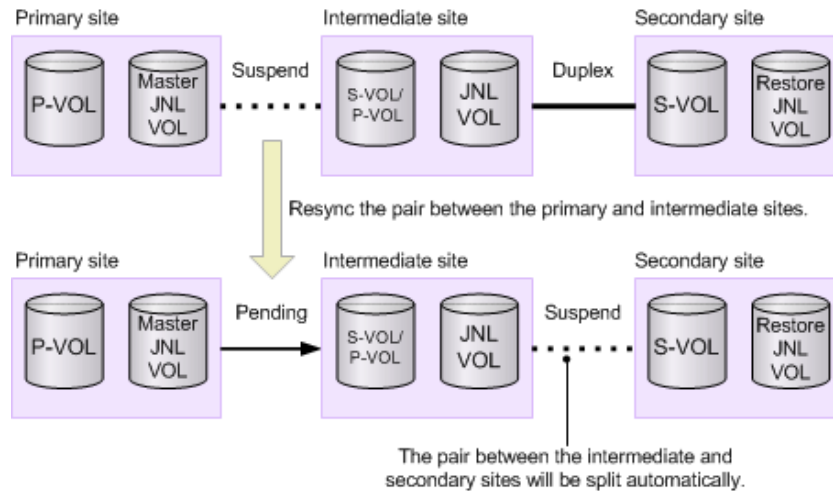 Primary site
Intermediate site
Secondary site
P-VOL
Master
JNL
VOL
Suspend
S-VOL/
P-VOL
JNL
VOL
Duplex
S-VOL
Restore
JNL
VOL
Resync the pair between the primary and intermediate sites.
Primary site
Intermediate site
Secondary site
P-VOL
Master
JNL
VOL
Pending
S-VOL/
P-VOL
JNL
VOL
Suspend
S-VOL
Restore
JNL
VOL
The pair between the intermediate and
secondary sites will be split automatically.